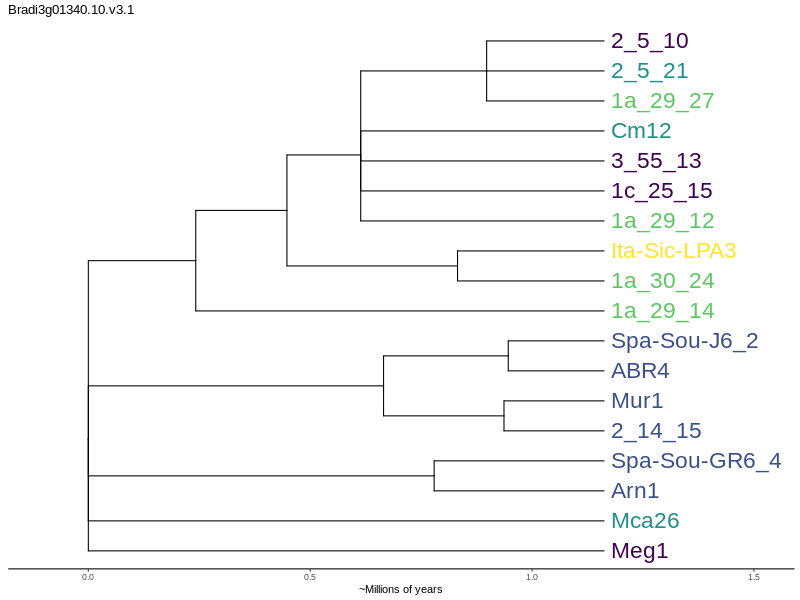 Bradi3g01340.10.v3.1
2_5_10
2_5_21
1a_29_27
Cm12
3_55_13
1c_25_15
1a_29_12
Ita-Sic-LPA3
1a_30_24
1a_29_14
Spa-Sou-J6_2
ABR4
Mur1
2_14_15
Spa-Sou-GR6_4
Arn1
Mca26
Meg1
0.0 0.5 1.0 1.5
~Millions of years